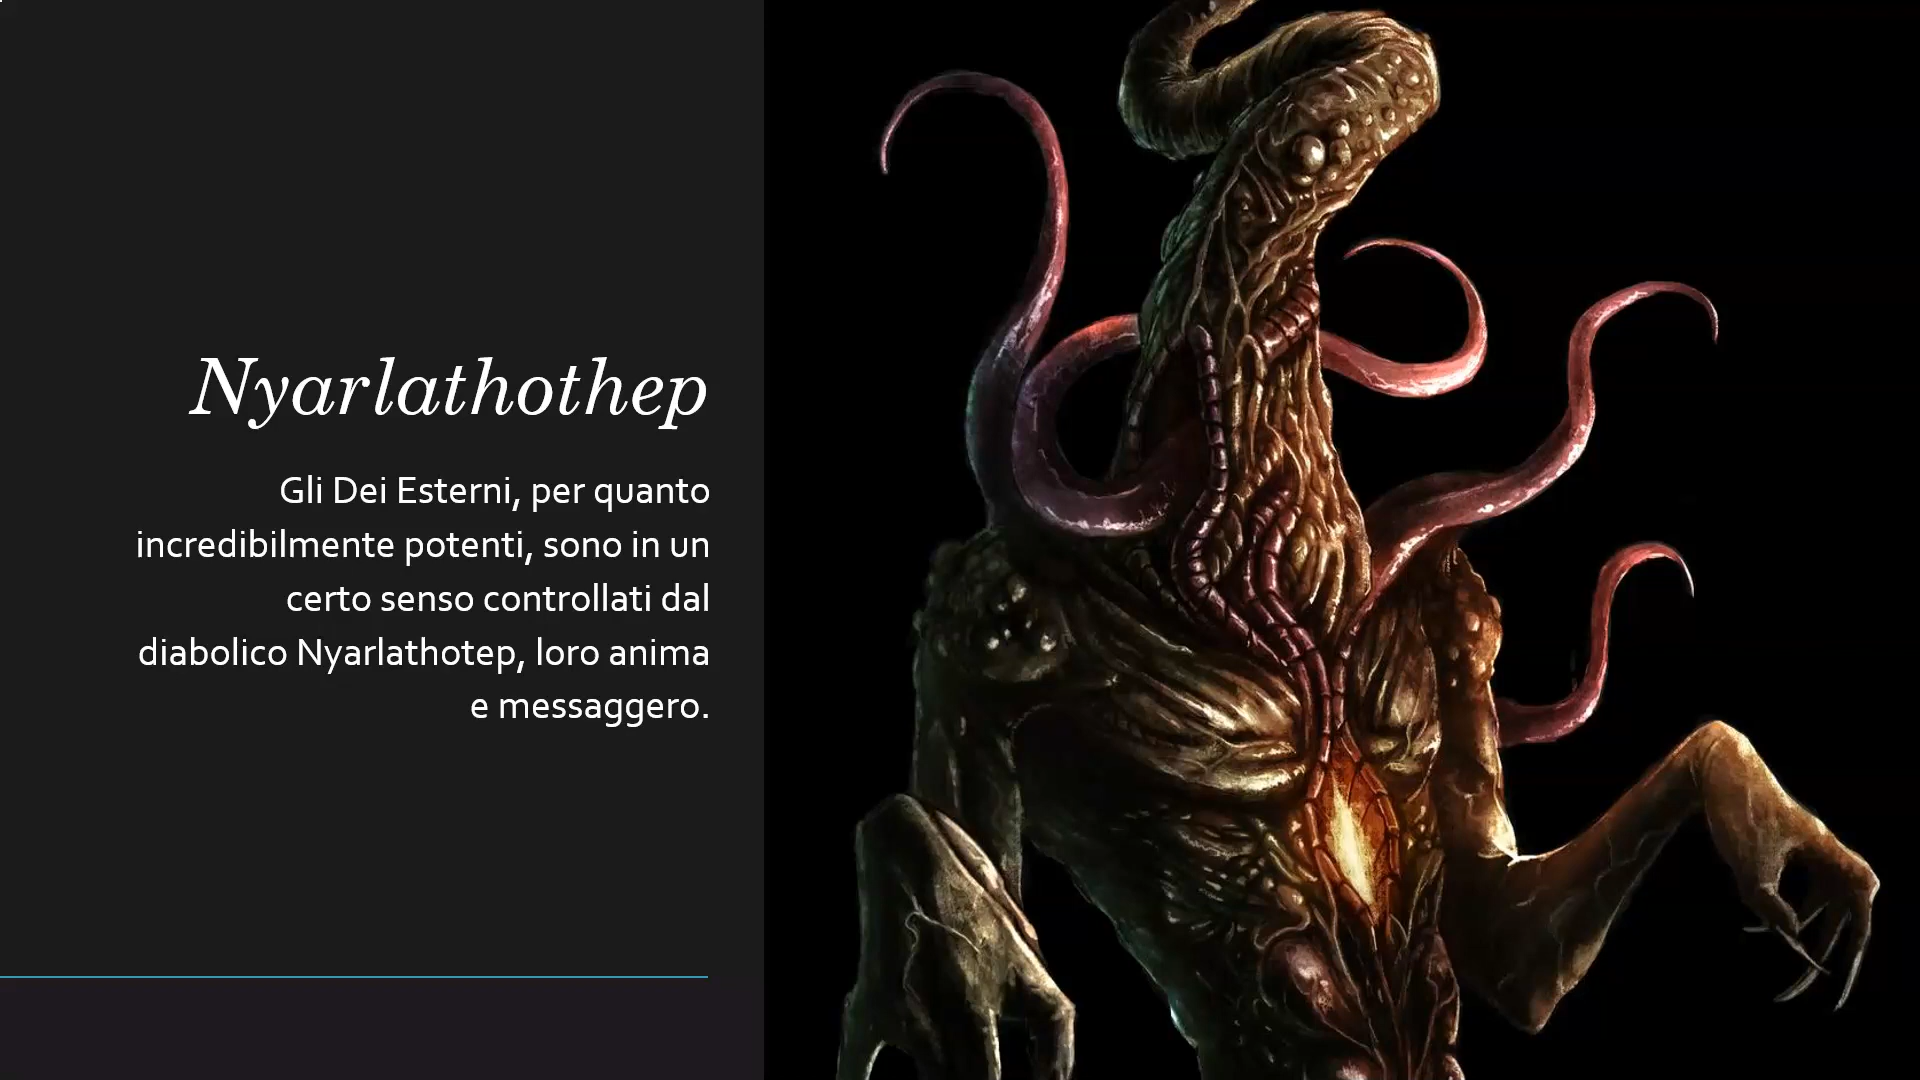 Nyarlathothep
Gli Dei Esterni, per quanto
incredibilmente potenti, sono in un
certo senso controllati dal
diabolico Nyarlathotep, loro anima
e messaggero.